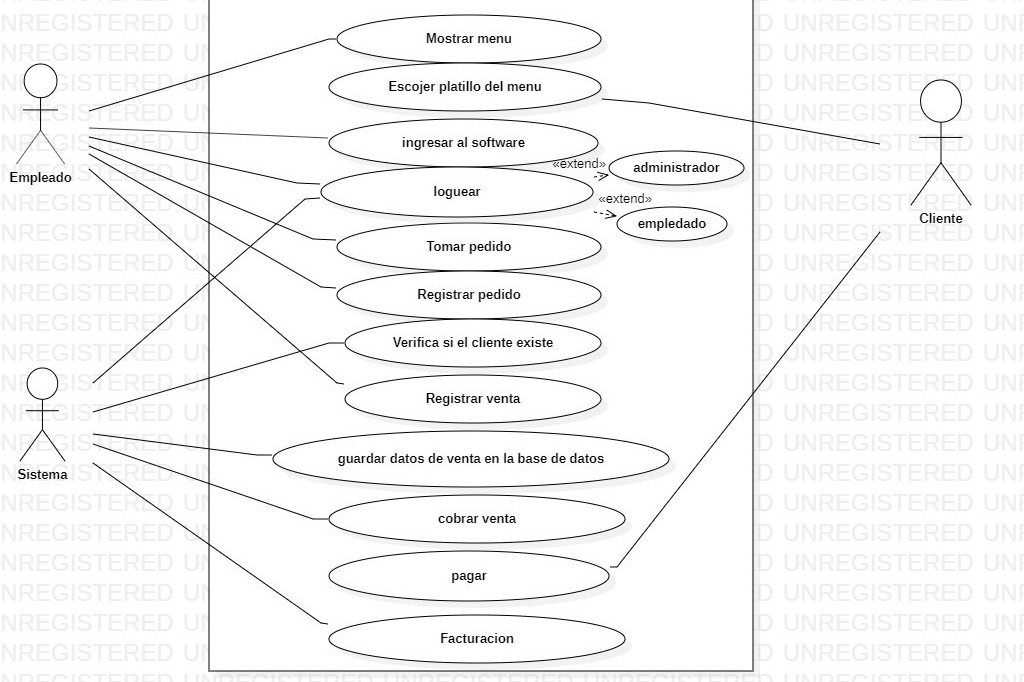 Mostrar menu
Escojer platillo del menu
ingresar al software
«extend»
administrador
loguear
«extend»
empledado
Empleado
Cliente
Tomar pedido
Registrar pedido
Verifica si el cliente existe
Registrar venta
guardar datos de venta en la base de datos
Sistema
cobrar venta
pagar
Facturacion
UNREGISTERED